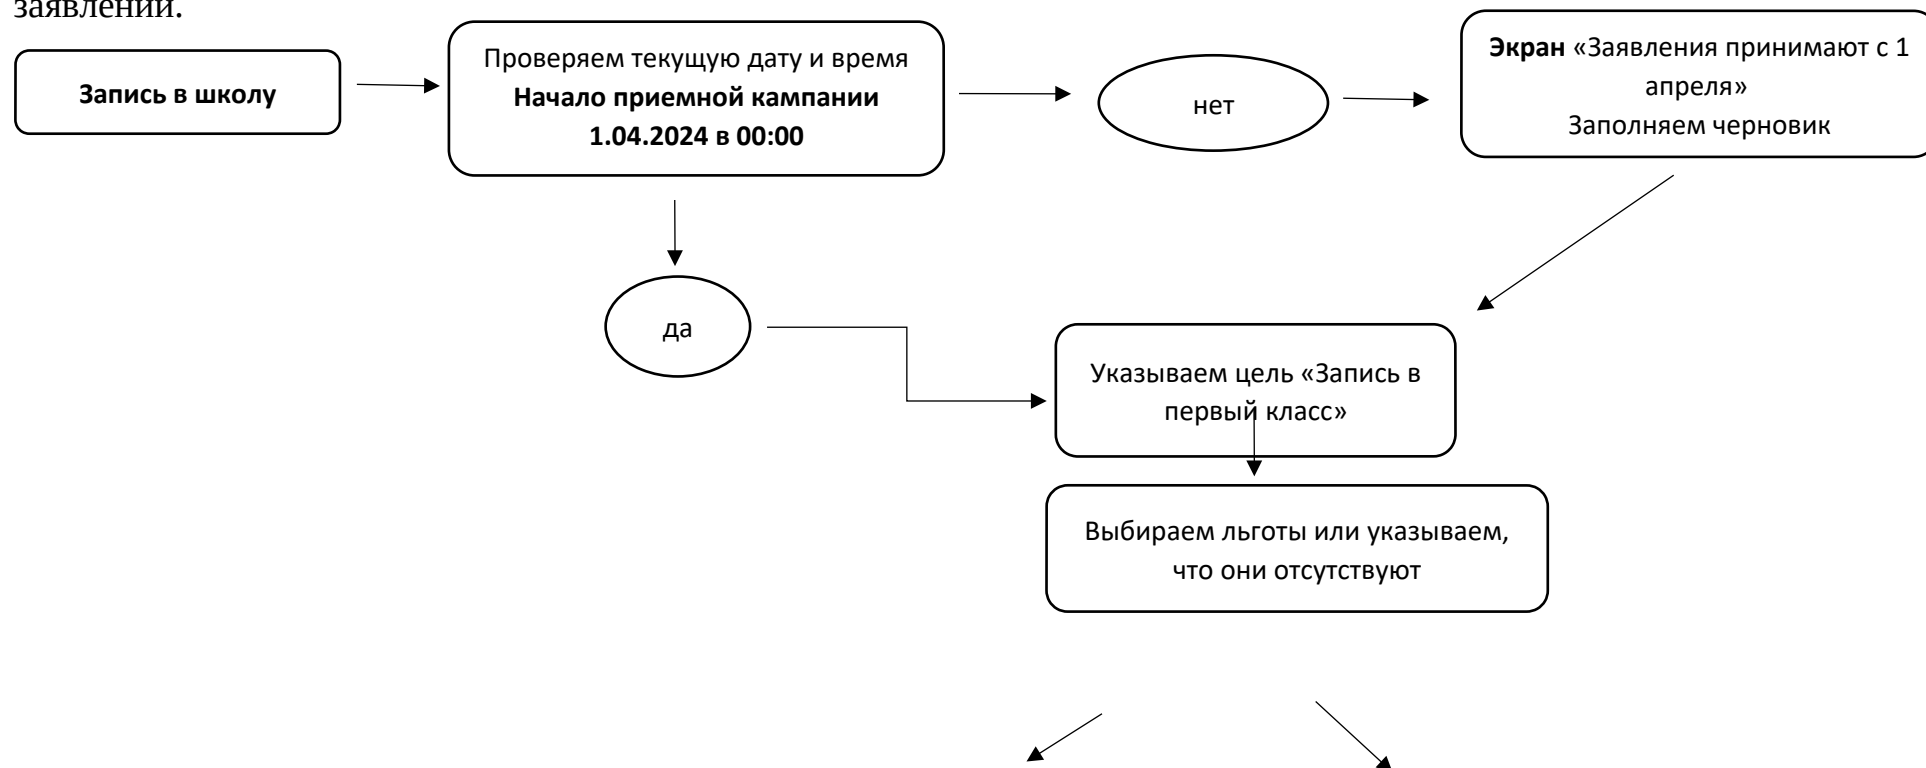 заявлений.
Запись в школу
Проверяем текущую дату и время
Начало приемной кампании
1.04.2024 в 00:00
нет
Экран «Заявления принимают с 1
апреля»
Заполняем черновик
да
Указываем цель «Запись в
первый класс»
Выбираем льготы или указываем,
что они отсутствуют